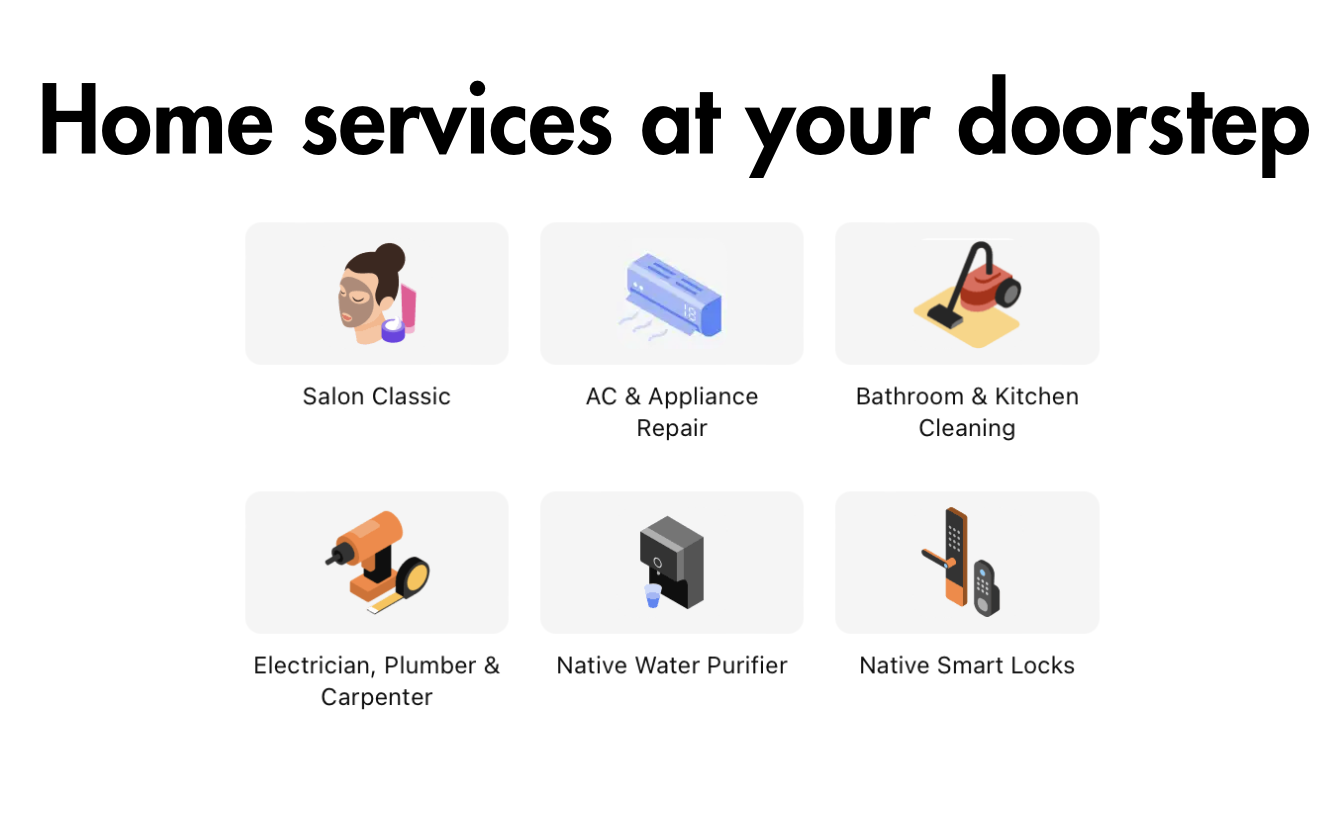 Home services at your doorstep
18
Salon Classic
AC & Appliance
Repair
Bathroom & Kitchen
Cleaning
Electrician, Plumber &
Carpenter
Native Water Purifier
Native Smart Locks